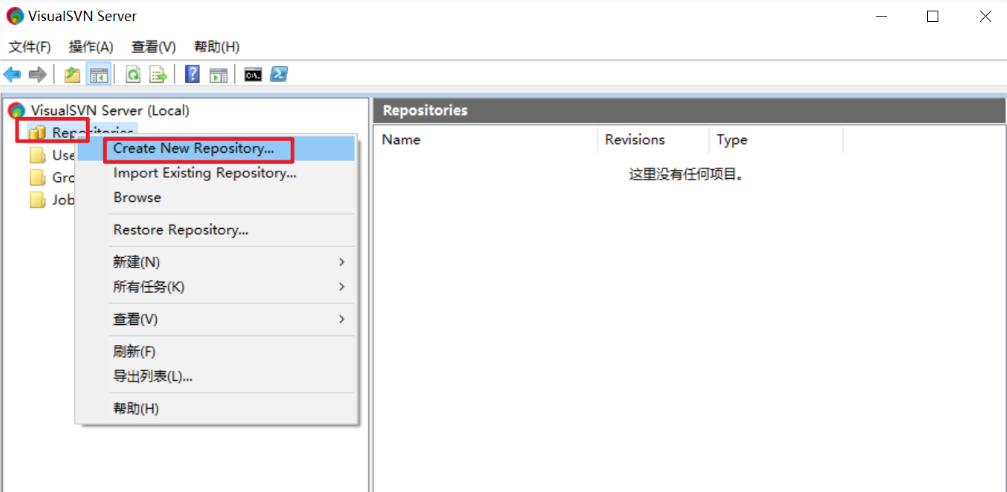 VisualSVN Server
文件(F) 操作(A) 查看(V) 帮助(H)
VisualSVN Server (Local)
Repositories
Use
Gro
Job
Create New Repository...
Import Existing Repository...
Browse
Restore Repository...
新建(N)
所有任务(K)
查看(V)
刷新(F)
导出列表(L)...
帮助(H)
Repositories
Name Revisions Type
这里没有任何项目。